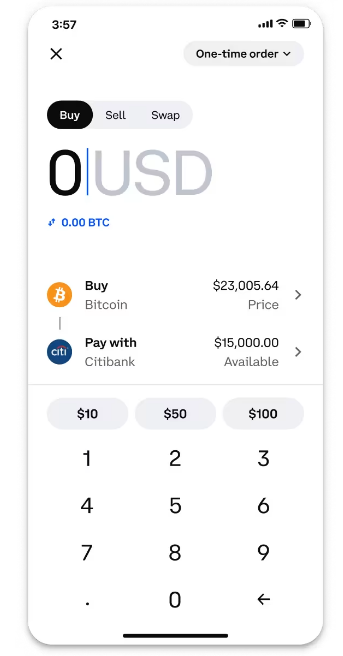 3:57
One-time order
Buy Sell Swap
0 USD
0.00 BTC
Buy $23,005.64
Bitcoin Price
citi
Pay with $15,000.00
Citibank Available
$10 $50 $100
1 2 3
4 5 6
7 8 9
. 0